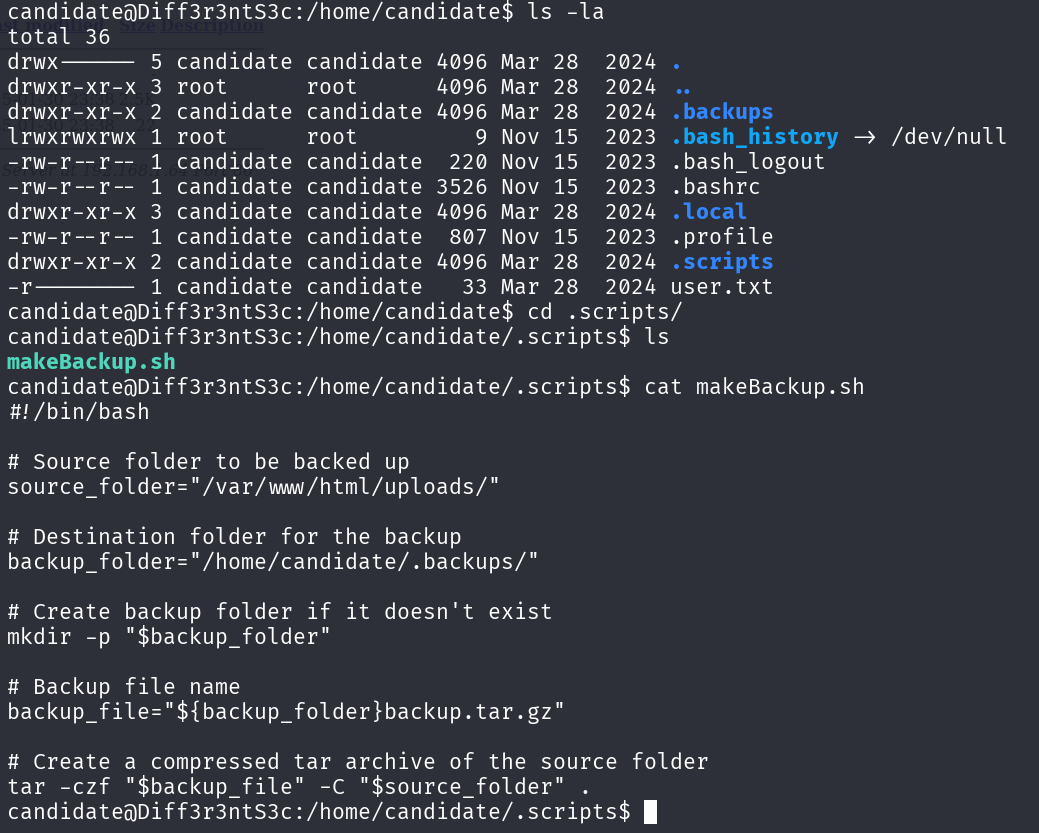 candidate@Diff3r3ntS3c:/home/candidate$ ls -la
total 36
drwx------ 5 candidate candidate 4096 Mar 28  2024 .
drwxr-xr-x 3 root      root      4096 Mar 28  2024 ..
drwxr-xr-x 2 candidate candidate 4096 Mar 28  2024 .backups
lrwxrwxrwx 1 root      root         9 Nov 15  2023 .bash_history -> /dev/null
-rw-r--r-- 1 candidate candidate  220 Nov 15  2023 .bash_logout
-rw-r--r-- 1 candidate candidate 3526 Nov 15  2023 .bashrc
drwxr-xr-x 3 candidate candidate 4096 Mar 28  2024 .local
-rw-r--r-- 1 candidate candidate  807 Nov 15  2023 .profile
drwxr-xr-x 2 candidate candidate 4096 Mar 28  2024 .scripts
-r-------- 1 candidate candidate   33 Mar 28  2024 user.txt
candidate@Diff3r3ntS3c:/home/candidate$ cd .scripts/
candidate@Diff3r3ntS3c:/home/candidate/.scripts$ ls
makeBackup.sh
candidate@Diff3r3ntS3c:/home/candidate/.scripts$ cat makeBackup.sh
#!/bin/bash

# Source folder to be backed up
source_folder="/var/www/html/uploads/"

# Destination folder for the backup
backup_folder="/home/candidate/.backups/"

# Create backup folder if it doesn't exist
mkdir -p "$backup_folder"

# Backup file name
backup_file="${backup_folder}backup.tar.gz"

# Create a compressed tar archive of the source folder
tar -czf "$backup_file" -C "$source_folder" .
candidate@Diff3r3ntS3c:/home/candidate/.scripts$